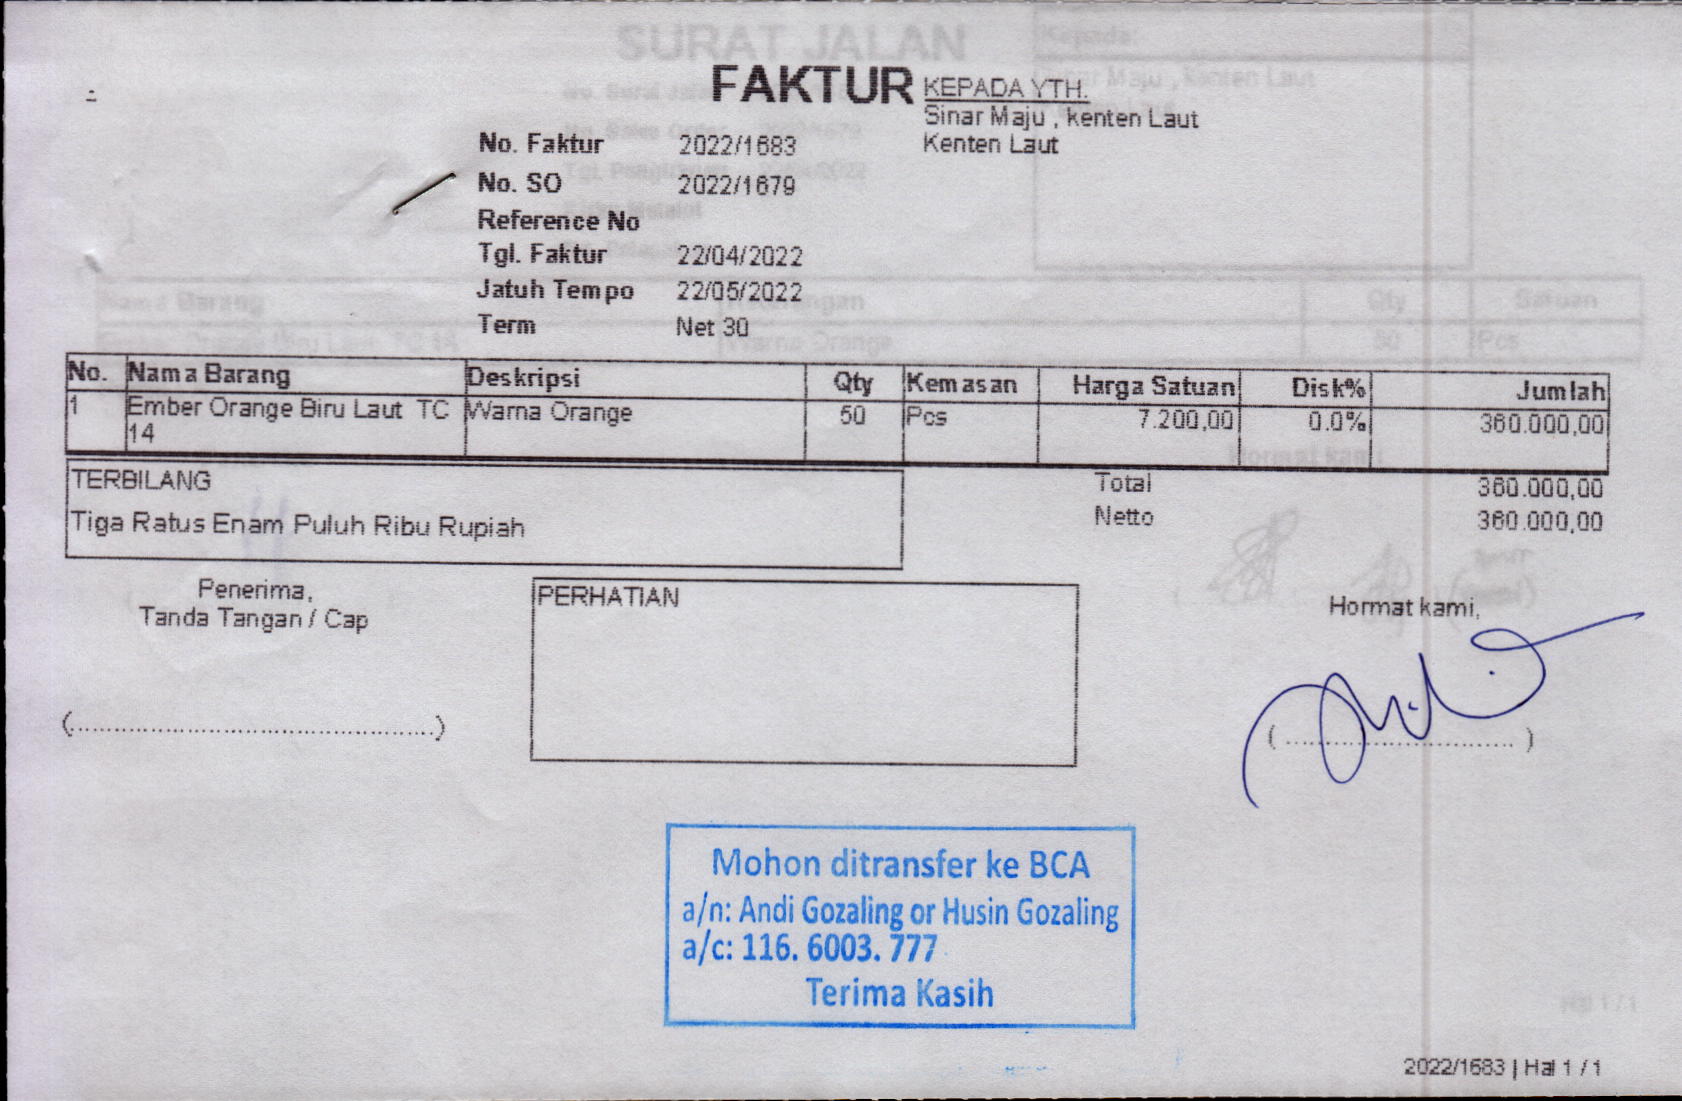 FAKTUR
KEPADA YTH.
Sinar Maju , kenten Laut
Kenten Laut
No. Faktur 2022/1683
No. SO 2022/1679
Reference No
Tgl. Faktur 22/04/2022
Jatuh Tempo 22/05/2022
Term Net 30
No. Nama Barang Deskripsi Qty Kemasan Harga Satuan Disk% Jumlah
1 Ember Orange Biru Laut TC Warna Orange 50 Pcs 7.200,00 0.0% 360.000,00
14
TERBILANG
Tiga Ratus Enam Puluh Ribu Rupiah
Total 360.000,00
Netto 360.000,00
Penerima,
Tanda Tangan / Cap
(................................................)
PERHATIAN
Hormat kami,
( .............................. )
Mohon ditransfer ke BCA
a/n: Andi Gozaling or Husin Gozaling
a/c: 116. 6003. 777
Terima Kasih
2022/1683 | Hal 1 / 1